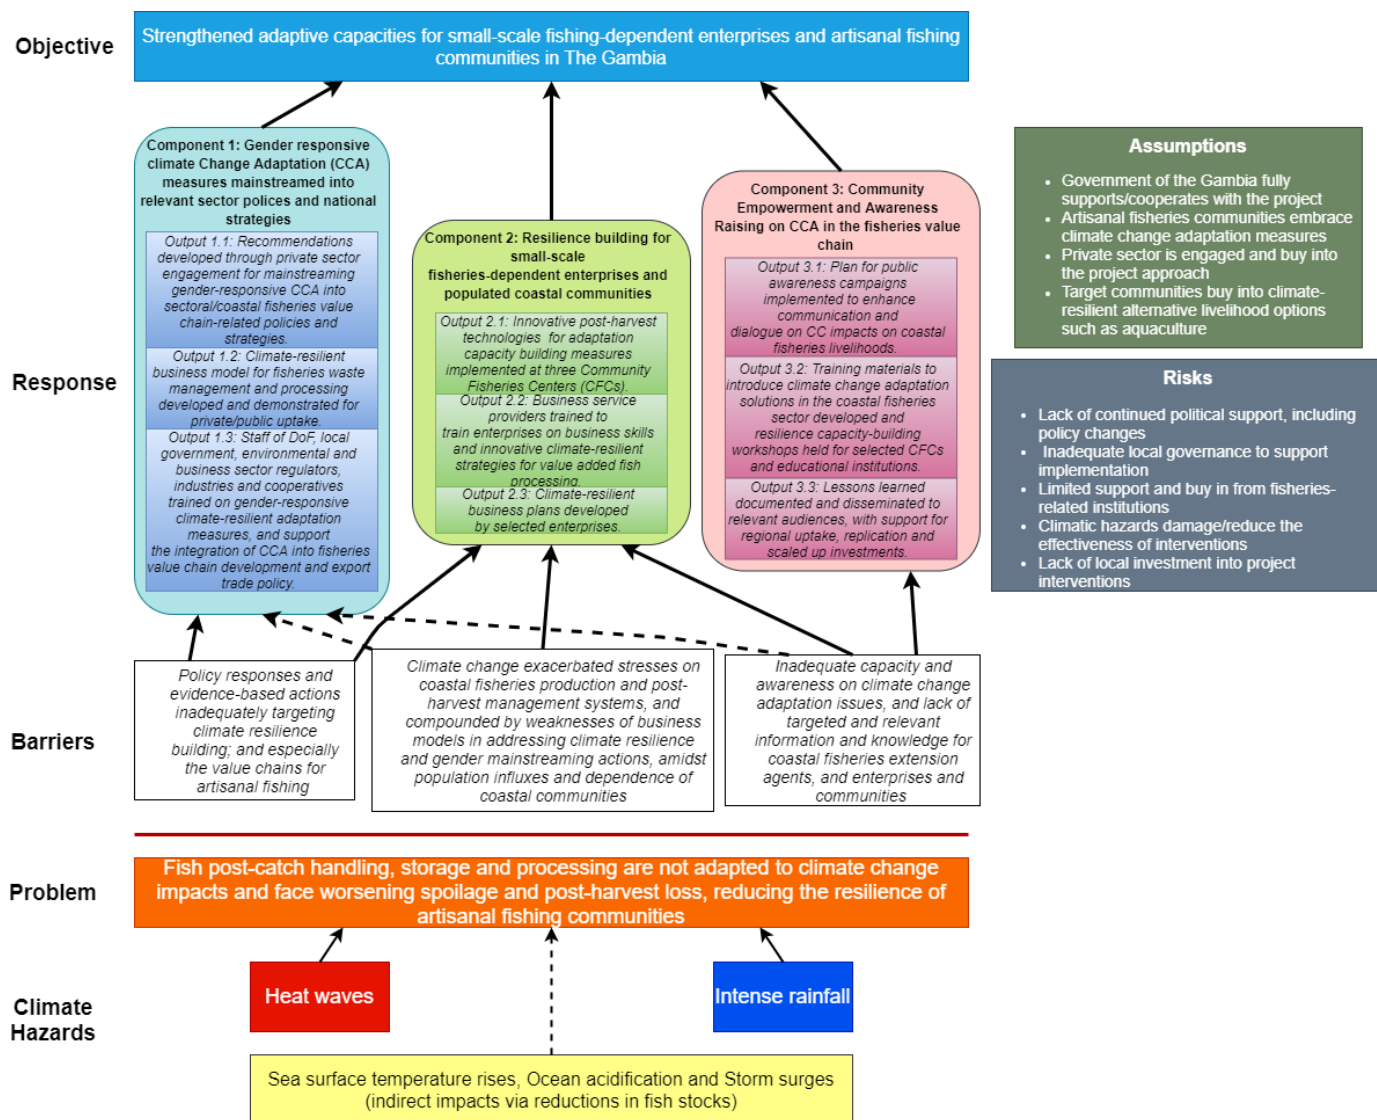 Objective
Strengthened adaptive capacities for small-scale fishing-dependent enterprises and artisanal fishing
communities in The Gambia
Response
Component 1: Gender responsive
climate Change Adaptation (CCA)
measures mainstreamed into
relevant sector polices and national
strategies
Output 1.1: Recommendations
developed through private sector
engagement for mainstreaming
gender-responsive CCA into
sectoral/coastal fisheries value
chain-related policies and
strategies.
Output 1.2: Climate-resilient
business model for fisheries waste
management and processing
developed and demonstrated for
private/public uptake.
Output 1.3: Staff of DoF, local
government, environmental and
business sector regulators,
industries and cooperatives
trained on gender-responsive
climate-resilient adaptation
measures, and support
the integration of CCA into fisheries
value chain development and export
trade policy.
Component 2: Resilience building for
small-scale
fisheries-dependent enterprises and
populated coastal communities
Output 2.1: Innovative post-harvest
technologies for adaptation
capacity building measures
implemented at three Community
Fisheries Centers (CFCs).
Output 2.2: Business service
providers trained to
train enterprises on business skills
and innovative climate-resilient
strategies for value added fish
processing.
Output 2.3: Climate-resilient
business plans developed
by selected enterprises.
Component 3: Community
Empowerment and Awareness
Raising on CCA in the fisheries value
chain
Output 3.1: Plan for public
awareness campaigns
implemented to enhance
communication and
dialogue on CC impacts on coastal
fisheries livelihoods.
Output 3.2: Training materials to
introduce climate change adaptation
solutions in the coastal fisheries
sector developed and
resilience capacity-building
workshops held for selected CFCs
and educational institutions.
Output 3.3: Lessons learned
documented and disseminated to
relevant audiences, with support for
regional uptake, replication and
scaled up investments.
Assumptions
• Government of the Gambia fully
supports/cooperates with the project
• Artisanal fisheries communities embrace
climate change adaptation measures
• Private sector is engaged and buy into
the project approach
• Target communities buy into climate-
resilient alternative livelihood options
such as aquaculture
Risks
• Lack of continued political support, including
policy changes
• Inadequate local governance to support
implementation
• Limited support and buy in from fisheries-
related institutions
• Climatic hazards damage/reduce the
effectiveness of interventions
• Lack of local investment into project
interventions
Barriers
Policy responses and
evidence-based actions
inadequately targeting
climate resilience
building; and especially
the value chains for
artisanal fishing
Climate change exacerbated stresses on
coastal fisheries production and post-
harvest management systems, and
compounded by weaknesses of business
models in addressing climate resilience
and gender mainstreaming actions, amidst
population influxes and dependence of
coastal communities
Inadequate capacity and
awareness on climate change
adaptation issues, and lack of
targeted and relevant
information and knowledge for
coastal fisheries extension
agents, and enterprises and
communities
Problem
Fish post-catch handling, storage and processing are not adapted to climate change
impacts and face worsening spoilage and post-harvest loss, reducing the resilience of
artisanal fishing communities
Climate
Hazards
Heat waves
Intense rainfall
Sea surface temperature rises, Ocean acidification and Storm surges
(indirect impacts via reductions in fish stocks)